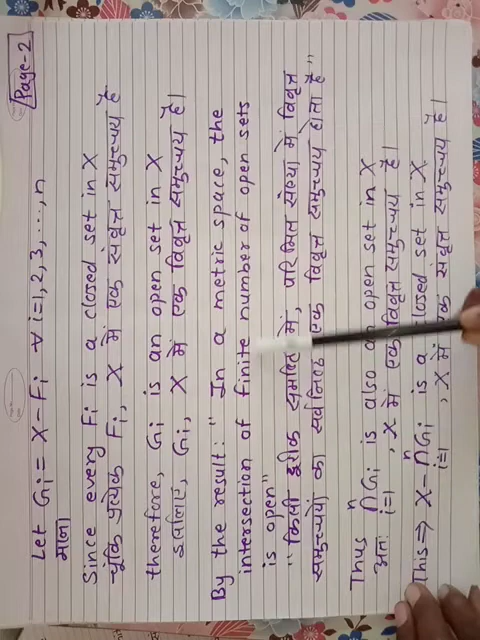 Page-2
Let Gi = X - Fi ∀ i=1,2,3,...,n
माना
Since every Fi is a closed set in X
चूंकि प्रत्येक Fi, X में एक संवृत्त समुच्चय है
therefore, Gi is an open set in X
इसलिए, Gi, X में एक विवृत्त समुच्चय है।
By the result: " In a metric space, the
intersection of finite number of open sets
is open"
" किसी दूरीक समष्टि में, परिमित संख्या में विवृत्त
समुच्चयों का सर्वनिष्ठ एक विवृत्त समुच्चय होता है"
Thus n∩i=1 Gi is also an open set in X
अतः , X में एक विवृत्त समुच्चय है।
This ⇒ X - n∩i=1 Gi is a closed set in X
, X में एक संवृत्त समुच्चय है।